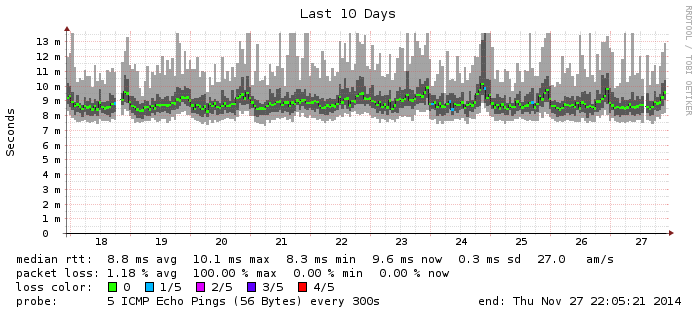 Last 10 Days
RRDTOOL / TOBI OETIKER
Seconds
13 m
12 m
11 m
10 m
9 m
8 m
7 m
6 m
5 m
4 m
3 m
2 m
1 m
0
18 19 20 21 22 23 24 25 26 27
median rtt: 8.8 ms avg 10.1 ms max 8.3 ms min 9.6 ms now 0.3 ms sd 27.0 am/s
packet loss: 1.18 % avg 100.00 % max 0.00 % min 0.00 % now
loss color: 0 1/5 2/5 3/5 4/5
probe: 5 ICMP Echo Pings (56 Bytes) every 300s end: Thu Nov 27 22:05:21 2014